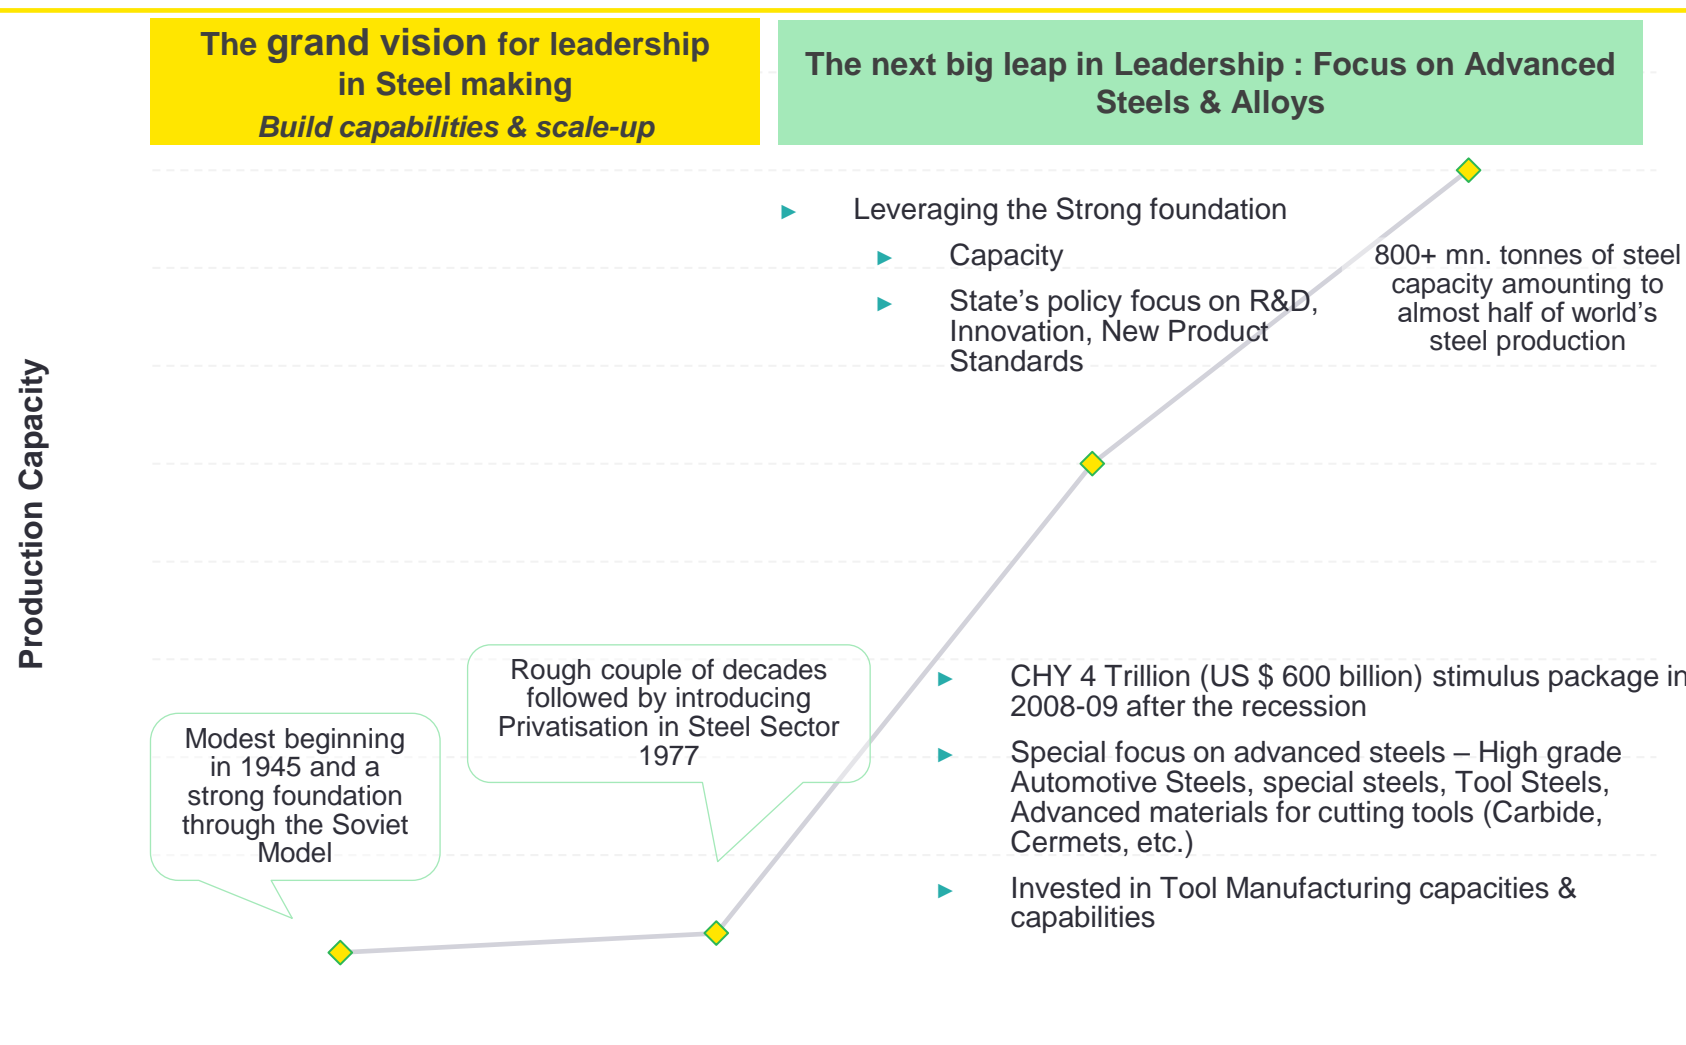 The grand vision for leadership
in Steel making
Build capabilities & scale-up
The next big leap in Leadership : Focus on Advanced
Steels & Alloys
► Leveraging the Strong foundation
► Capacity
► State’s policy focus on R&D,
Innovation, New Product
Standards
800+ mn. tonnes of steel
capacity amounting to
almost half of world’s
steel production
Production Capacity
Rough couple of decades
followed by introducing
Privatisation in Steel Sector
1977
Modest beginning
in 1945 and a
strong foundation
through the Soviet
Model
► CHY 4 Trillion (US $ 600 billion) stimulus package in
2008-09 after the recession
► Special focus on advanced steels – High grade
Automotive Steels, special steels, Tool Steels,
Advanced materials for cutting tools (Carbide,
Cermets, etc.)
► Invested in Tool Manufacturing capacities &
capabilities